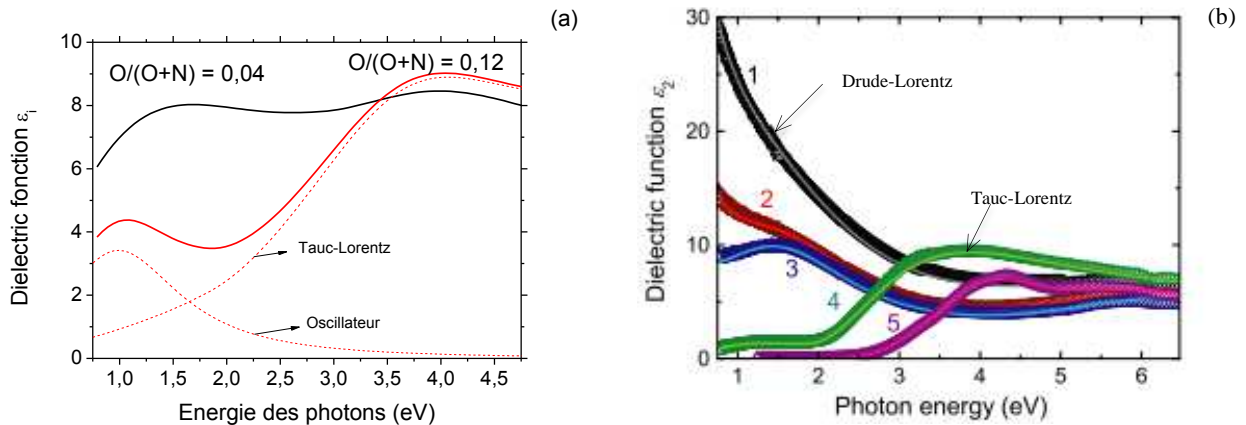 (a)
O/(O+N) = 0,04
O/(O+N) = 0,12
Dielectric fonction εi
10
8
6
4
2
0
Tauc-Lorentz
Oscillateur
1,0 1,5 2,0 2,5 3,0 3,5 4,0 4,5
Energie des photons (eV)
(b)
Dielectric function ε2
30
20
10
0
1
Drude-Lorentz
2
Tauc-Lorentz
3
4
5
1 2 3 4 5 6
Photon energy (eV)